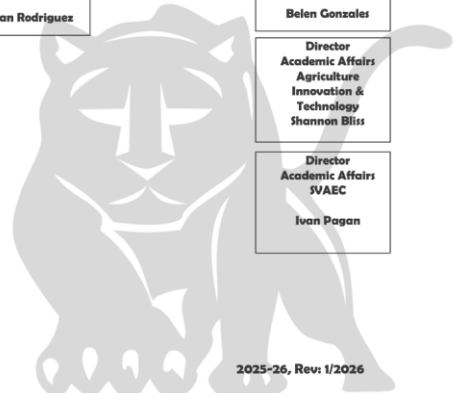 an Rodriguez
Belen Gonzales
Director
Academic Affairs
Agriculture
Innovation &
Technology
Shannon Bliss
Director
Academic Affairs
SVAEC
Ivan Pagan
2025-26, Rev: 1/2026